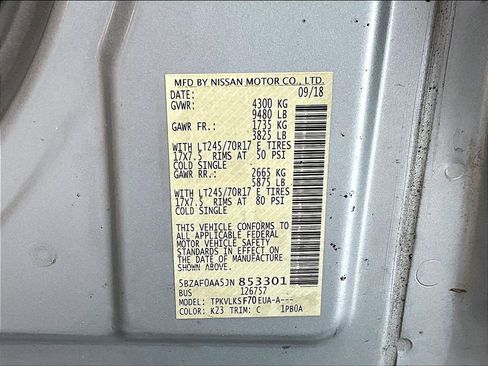 MFD BY NISSAN MOTOR CO., LTD.
DATE: 09/18
GVWR: 4300 KG
9480 LB
GAWR FR.: 1735 KG
3825 LB
WITH LT245/70R17 E TIRES
17X7.5 RIMS AT 50 PSI
COLD SINGLE
GAWR RR.: 2665 KG
5875 LB
WITH LT245/70R17 E TIRES
17X7.5 RIMS AT 80 PSI
COLD SINGLE
THIS VEHICLE CONFORMS TO
ALL APPLICABLE FEDERAL
MOTOR VEHICLE SAFETY
STANDARDS IN EFFECT ON
THE DATE OF MANUFACTURE
SHOWN ABOVE.
5BZAF0AA5JN 853301
BUS 126757
MODEL: TPKVLKSF70EUA-A---
COLOR: K23 TRIM: C 1PB0A